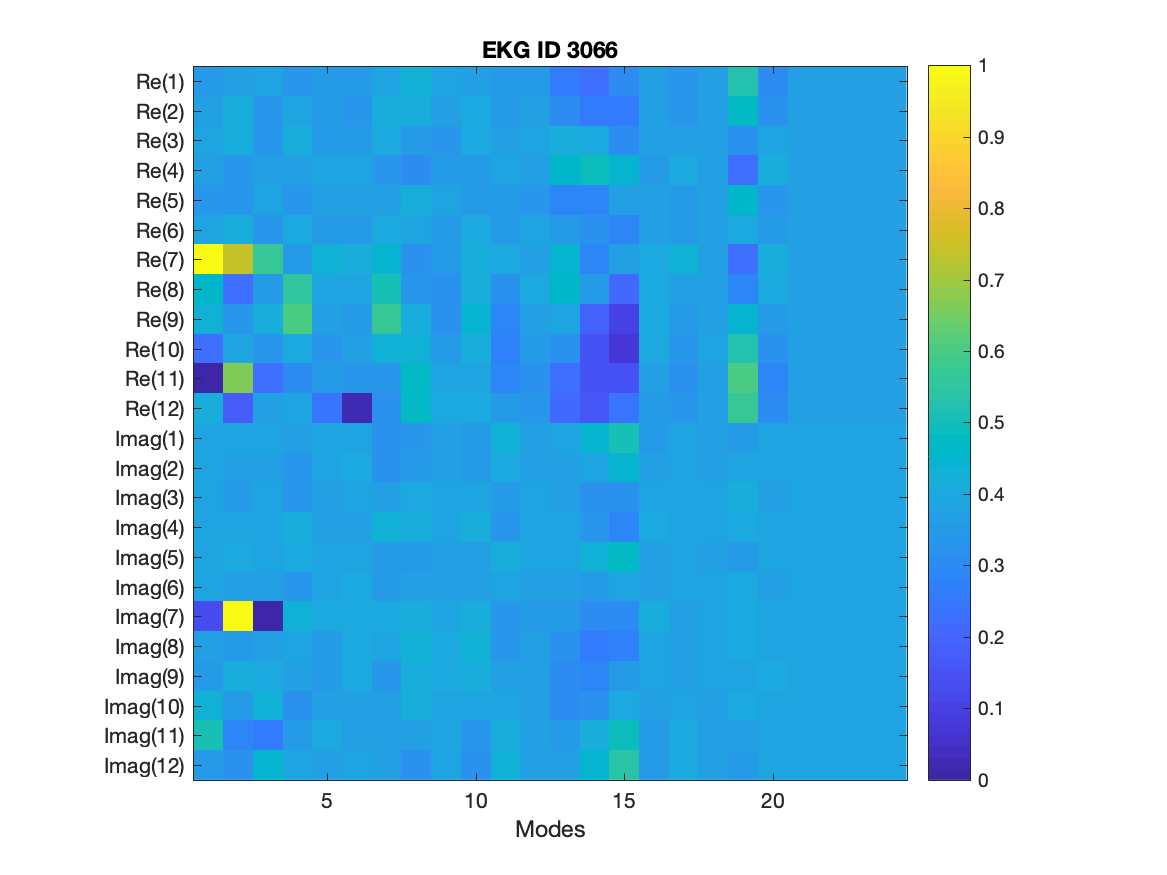 EKG ID 3066
Re(1)
Re(2)
Re(3)
Re(4)
Re(5)
Re(6)
Re(7)
Re(8)
Re(9)
Re(10)
Re(11)
Re(12)
Imag(1)
Imag(2)
Imag(3)
Imag(4)
Imag(5)
Imag(6)
Imag(7)
Imag(8)
Imag(9)
Imag(10)
Imag(11)
Imag(12)
5 10 15 20
Modes
1
0.9
0.8
0.7
0.6
0.5
0.4
0.3
0.2
0.1
0